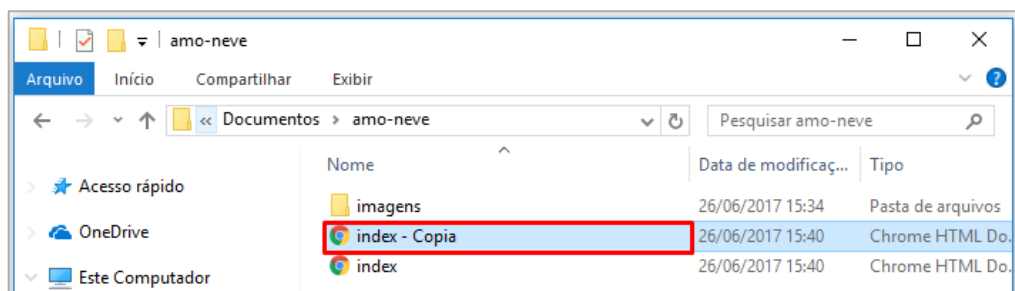 amo-neve
Arquivo Início Compartilhar Exibir
« Documentos > amo-neve Pesquisar amo-neve
Nome Data de modificaç... Tipo
Acesso rápido
imagens 26/06/2017 15:34 Pasta de arquivos
OneDrive
index - Copia 26/06/2017 15:40 Chrome HTML Do.
index 26/06/2017 15:40 Chrome HTML Do.
Este Computador